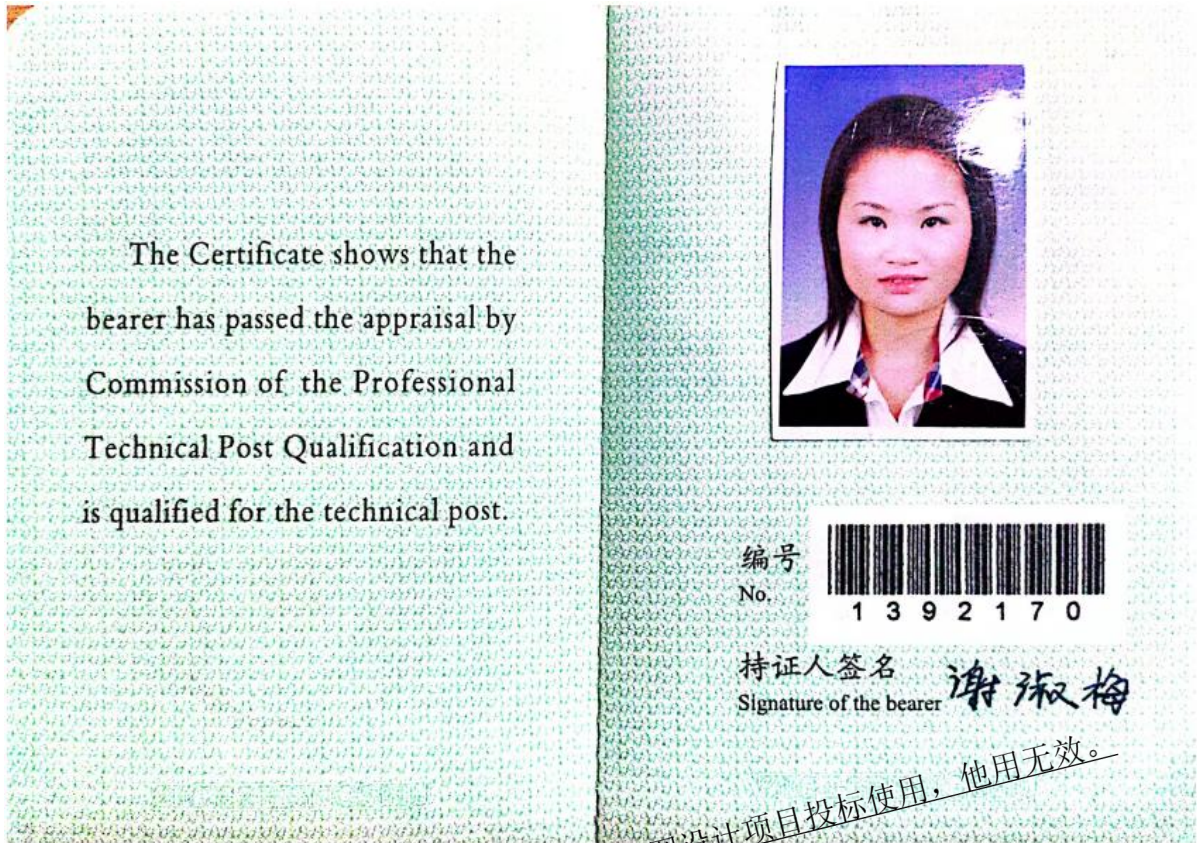 The Certificate shows that the
bearer has passed the appraisal by
Commission of the Professional
Technical Post Qualification and
is qualified for the technical post.
编号
No.
1392170
持证人签名
Signature of the bearer 谢淑梅
设计项目投标使用，他用无效。